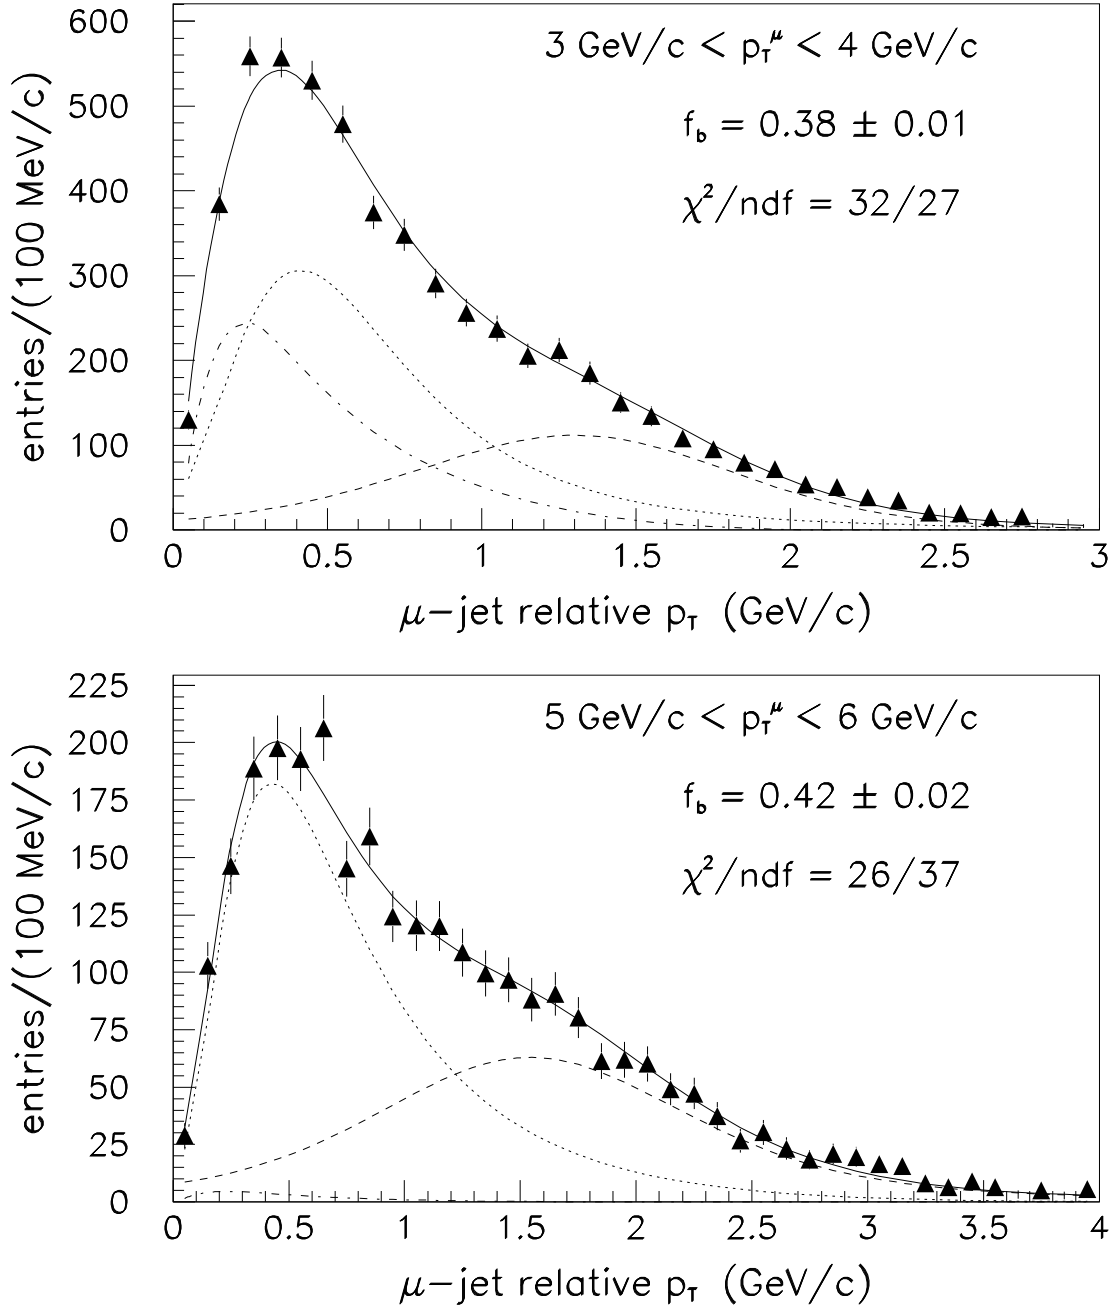 600
500
400
300
200
100
0
entries/(100 MeV/c)
3 GeV/c < p_T^μ < 4 GeV/c
f_b = 0.38 ± 0.01
χ²/ndf = 32/27
0 0.5 1 1.5 2 2.5 3
μ-jet relative p_T (GeV/c)
225
200
175
150
125
100
75
50
25
0
entries/(100 MeV/c)
5 GeV/c < p_T^μ < 6 GeV/c
f_b = 0.42 ± 0.02
χ²/ndf = 26/37
0 0.5 1 1.5 2 2.5 3 3.5 4
μ-jet relative p_T (GeV/c)